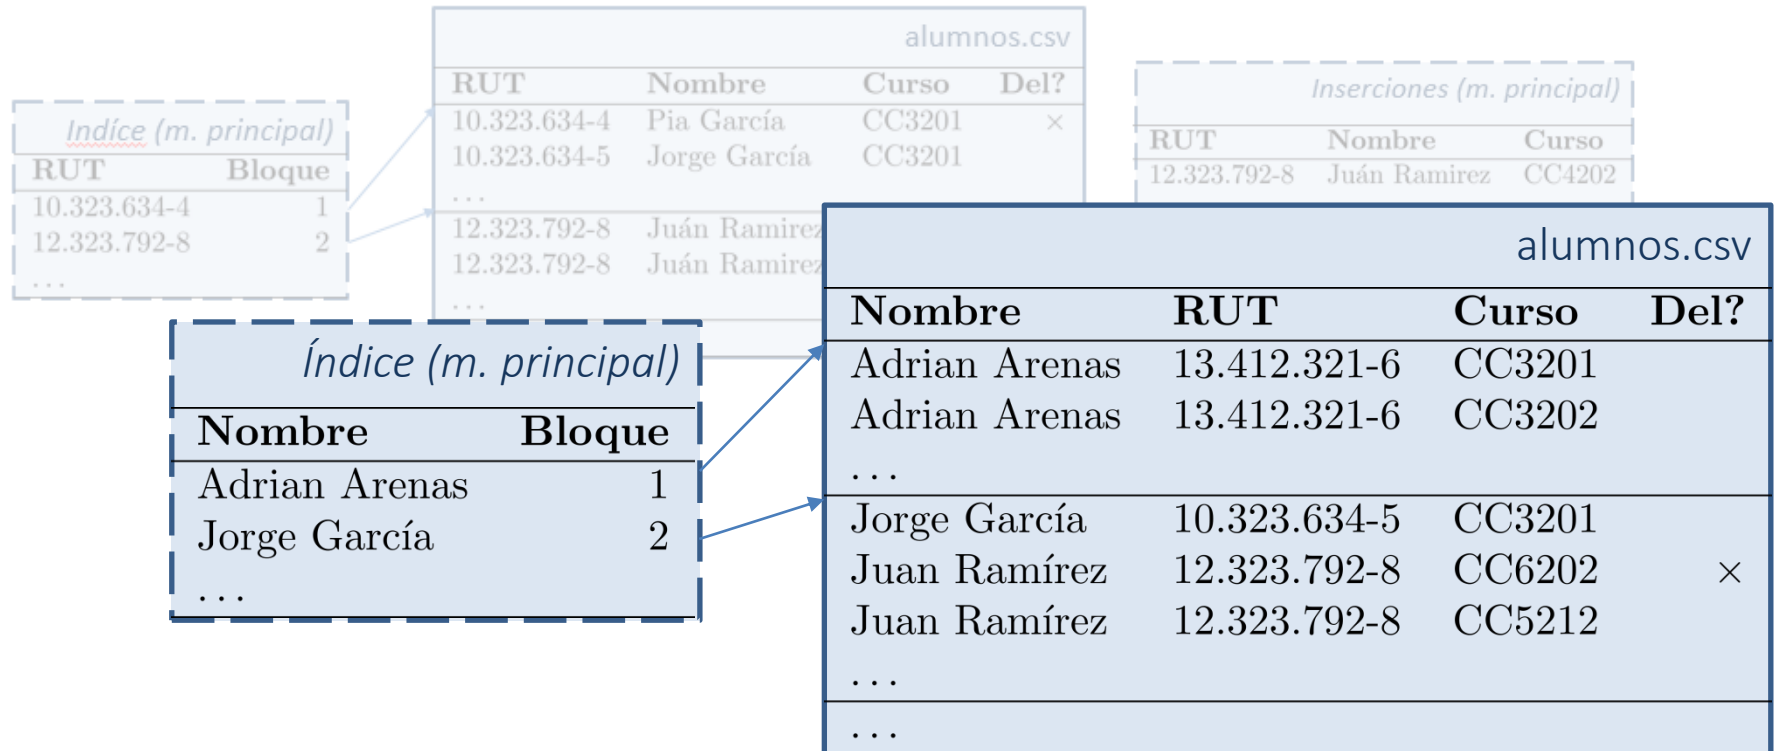 alumnos.csv
RUT Nombre Curso Del?
10.323.634-4 Pia García CC3201 ×
10.323.634-5 Jorge García CC3201
...
12.323.792-8 Juán Ramirez
12.323.792-8 Juán Ramirez
...
Indíce (m. principal)
RUT Bloque
10.323.634-4 1
12.323.792-8 2
...
Inserciones (m. principal)
RUT Nombre Curso
12.323.792-8 Juán Ramirez CC4202
Índice (m. principal)
Nombre Bloque
Adrian Arenas 1
Jorge García 2
...
alumnos.csv
Nombre RUT Curso Del?
Adrian Arenas 13.412.321-6 CC3201
Adrian Arenas 13.412.321-6 CC3202
...
Jorge García 10.323.634-5 CC3201
Juan Ramírez 12.323.792-8 CC6202 ×
Juan Ramírez 12.323.792-8 CC5212
...
...